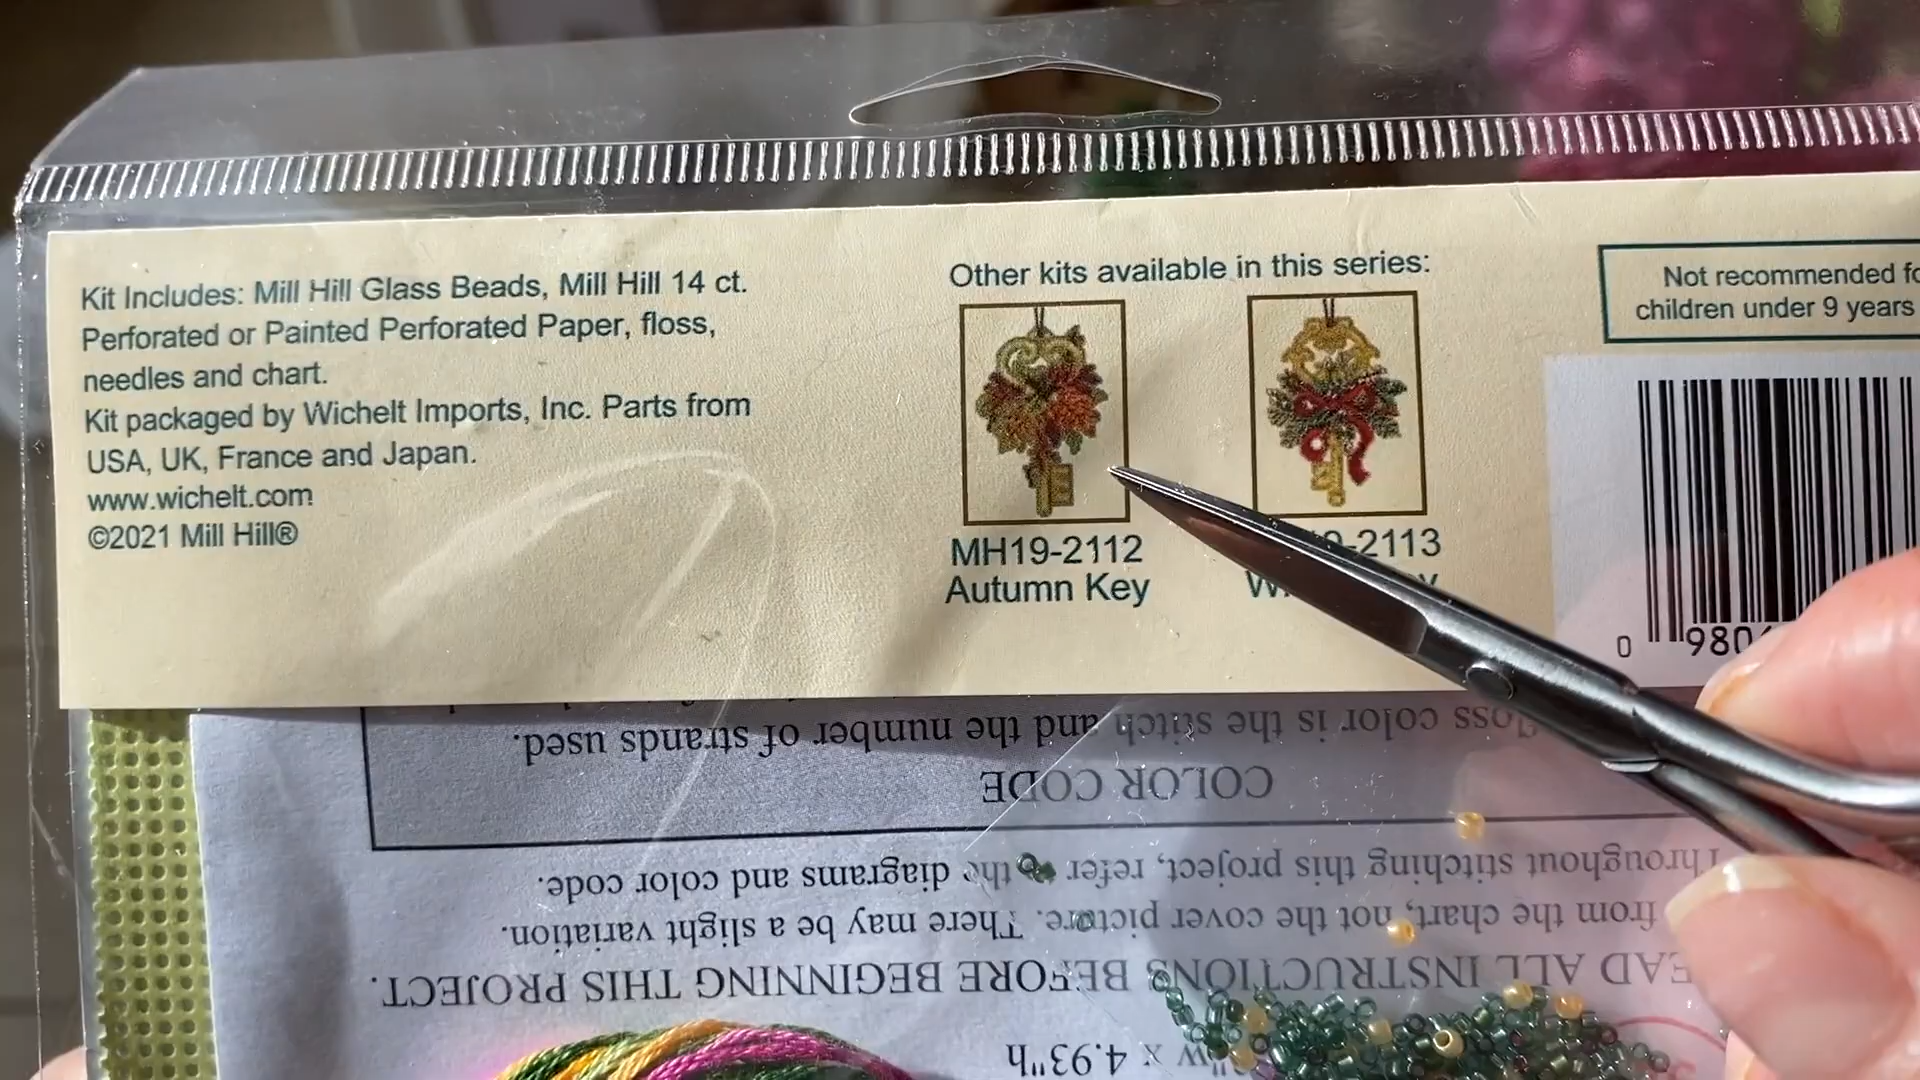 Kit Includes: Mill Hill Glass Beads, Mill Hill 14 ct.
Perforated or Painted Perforated Paper, floss,
needles and chart.
Kit packaged by Wichelt Imports, Inc. Parts from
USA, UK, France and Japan.
www.wichelt.com
©2021 Mill Hill®
Other kits available in this series:
MH19-2112
Autumn Key
-2113
Not recommended
children under 9 years
0
980
floss color is the stitch and the number of strands used.
COLOR CODE
Throughout stitching this project, refer the diagrams and color code.
from the chart, not the cover picture. There may be a slight variation.
EAD ALL INSTRUCTIONS BEFORE BEGINNING THIS PROJECT.
"w x 4.93"h